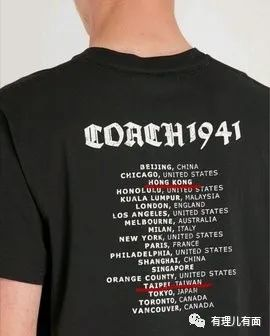 COACH1941
BEIJING, CHINA
CHICAGO, UNITED STATES
HONG KONG
HONOLULU, UNITED STATES
KUALA LUMPUR, MALAYSIA
LONDON, ENGLAND
LOS ANGELES, UNITED STATES
MELBOURNE, AUSTRALIA
MILAN, ITALY
NEW YORK, UNITED STATES
PARIS, FRANCE
PHILADELPHIA, UNITED STATES
SHANGHAI, CHINA
SINGAPORE
ORANGE COUNTY, UNITED STATES
TAIPEI, TAIWAN
TOKYO, JAPAN
TORONTO, CANADA
VANCOUVER, CANADA
有理儿有面